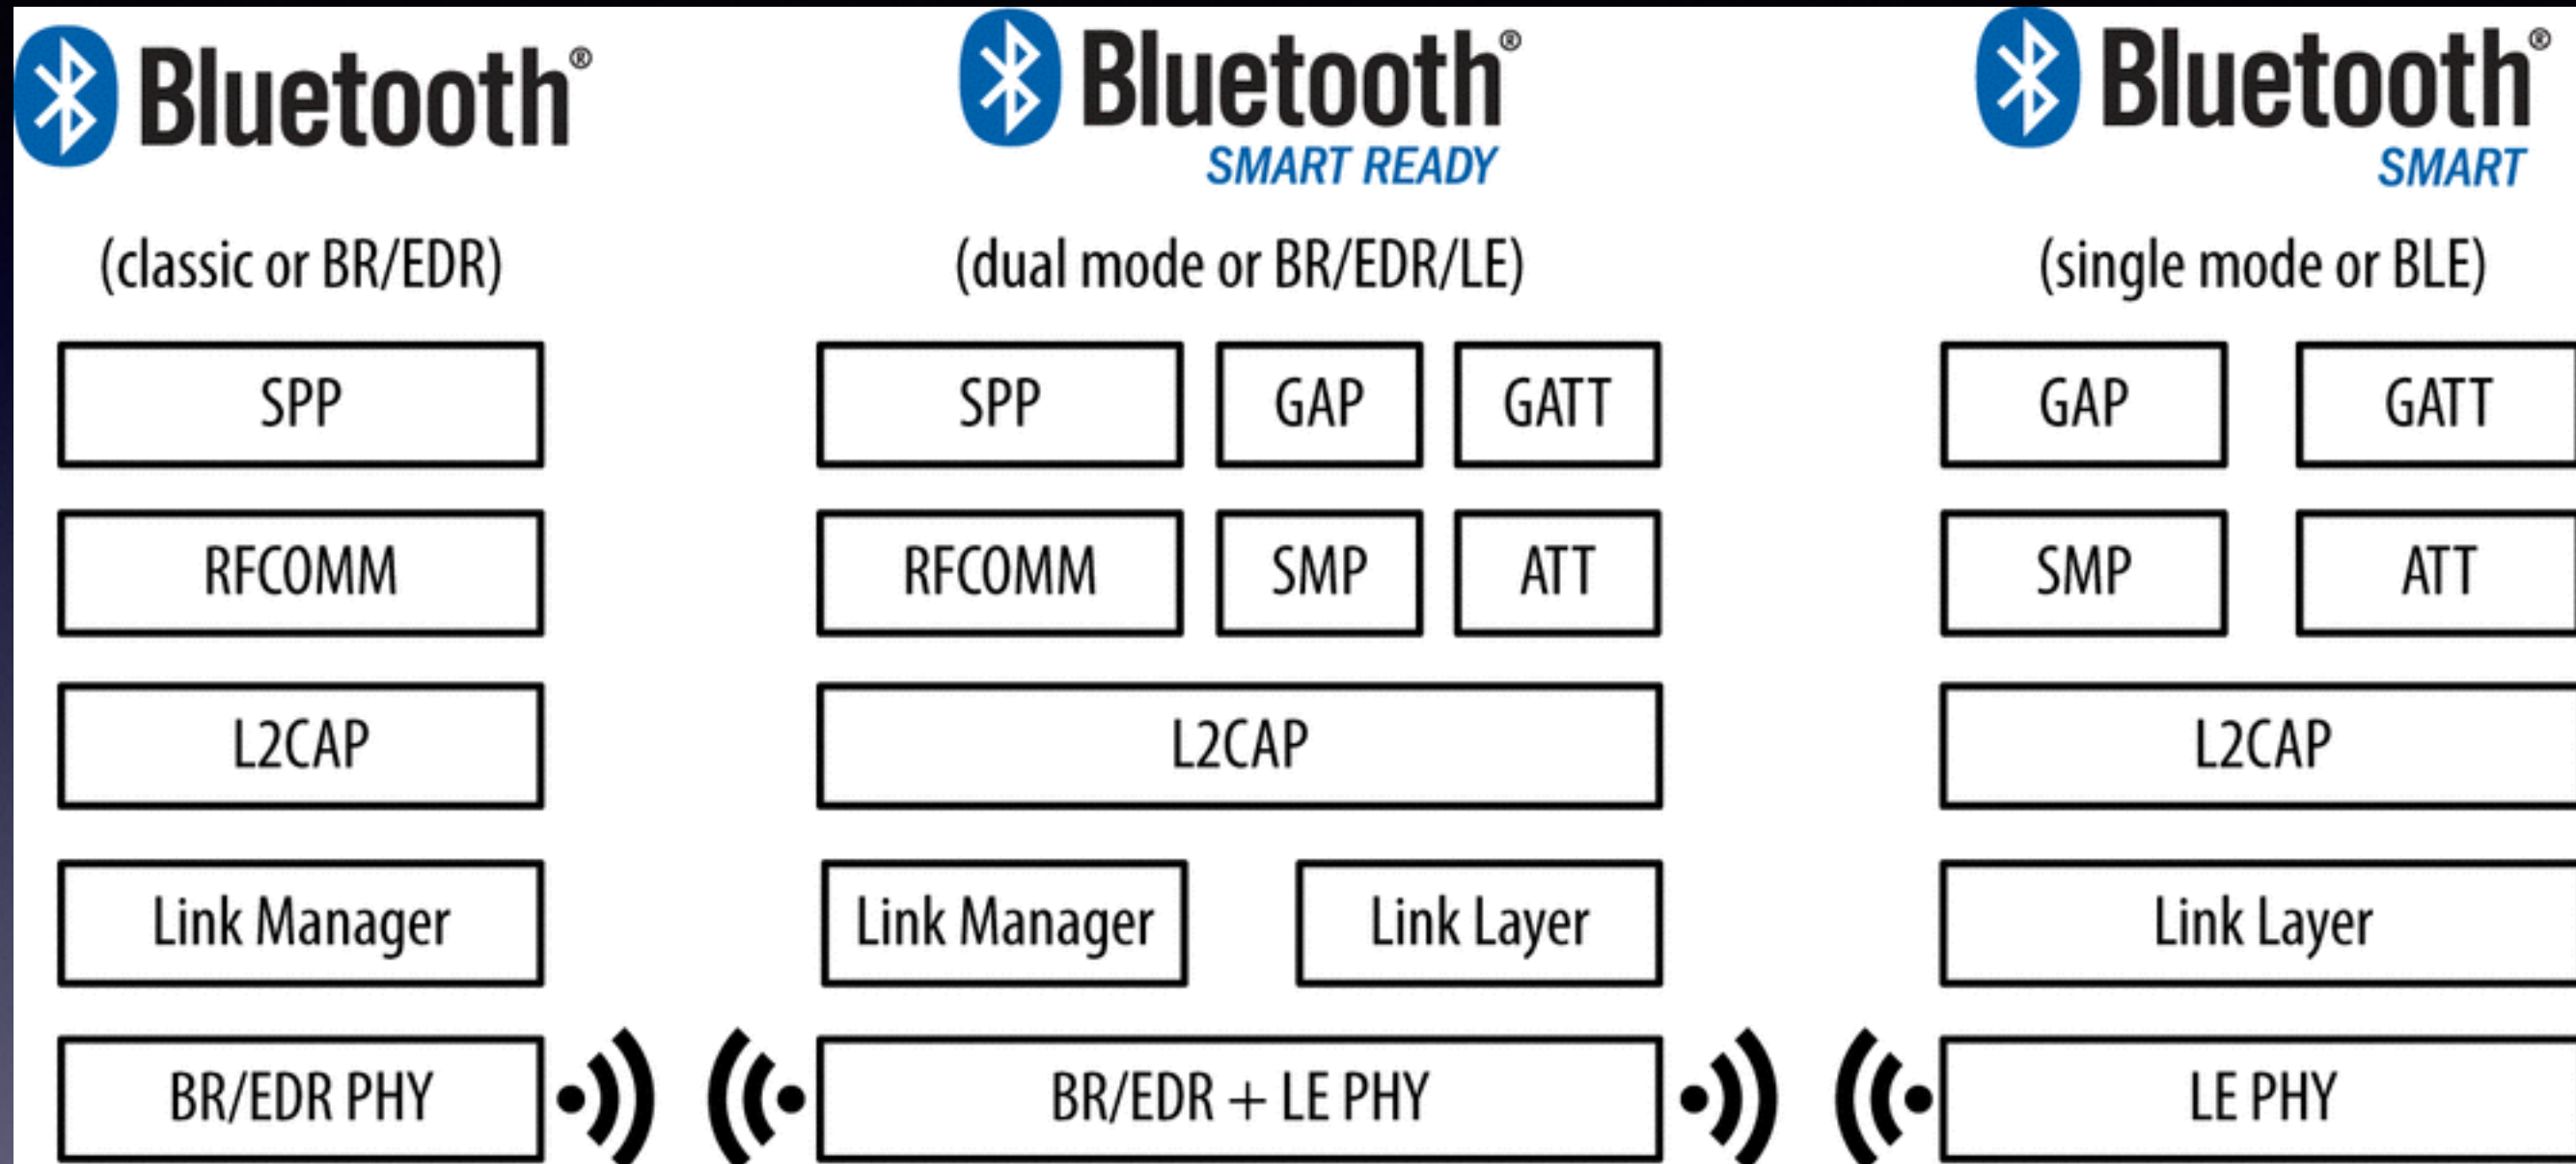 Bluetooth®
Bluetooth®
SMART READY
Bluetooth®
SMART
(classic or BR/EDR)
(dual mode or BR/EDR/LE)
(single mode or BLE)
SPP
SPP
GAP
GATT
GAP
GATT
RFCOMM
RFCOMM
SMP
ATT
SMP
ATT
L2CAP
L2CAP
L2CAP
Link Manager
Link Manager
Link Layer
Link Layer
BR/EDR PHY
BR/EDR + LE PHY
LE PHY